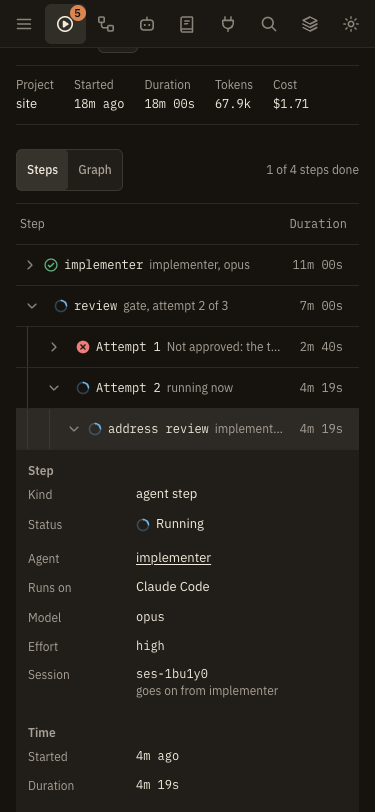 5
Project Started Duration Tokens Cost
site 18m ago 18m 00s 67.9k $1.71
Steps Graph 1 of 4 steps done
Step Duration
implementer implementer, opus 11m 00s
review gate, attempt 2 of 3 7m 00s
Attempt 1 Not approved: the t... 2m 40s
Attempt 2 running now 4m 19s
address review implement... 4m 19s
Step
Kind agent step
Status Running
Agent implementer
Runs on Claude Code
Model opus
Effort high
Session ses-1bu1y0
goes on from implementer
Time
Started 4m ago
Duration 4m 19s